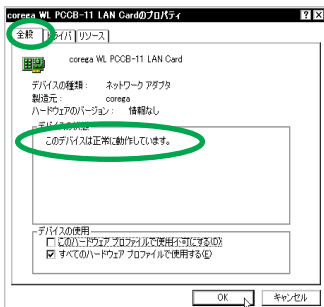 corega WL PCCB-11 LAN Cardのプロパティ
全般 ドライバ リソース
corega WL PCCB-11 LAN Card
デバイスの種類： ネットワーク アダプタ
製造元： corega
ハードウェアのバージョン： 情報なし
デバイスの状態
このデバイスは正常に動作しています。
デバイスの使用
このハードウェア プロファイルで使用不可にする(D)
すべてのハードウェア プロファイルで使用する(E)
OK キャンセル